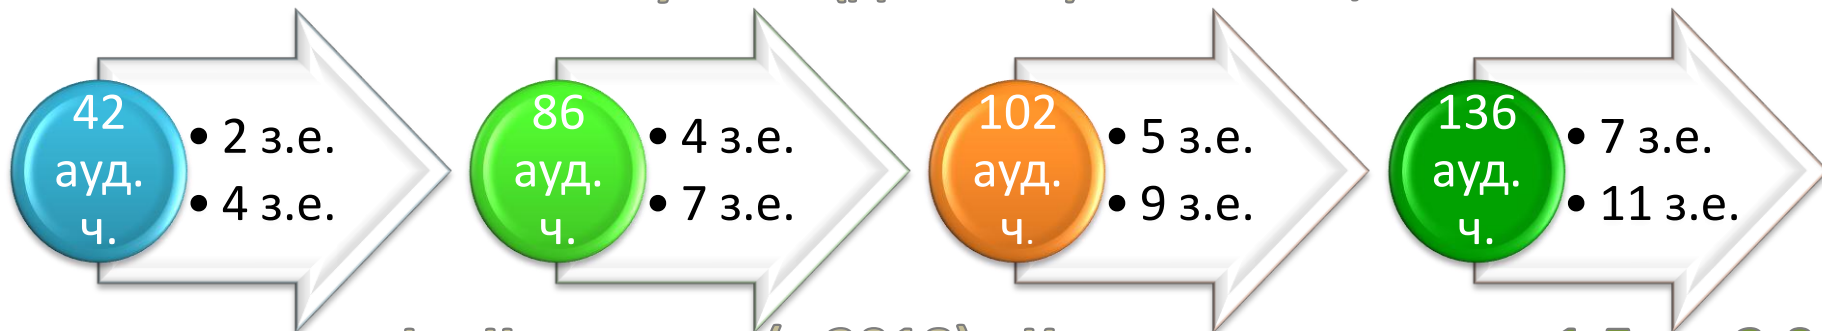 42
ауд.
ч.
• 2 з.е.
• 4 з.е.
86
ауд.
ч.
• 4 з.е.
• 7 з.е.
102
ауд.
ч.
• 5 з.е.
• 9 з.е.
136
ауд.
ч.
• 7 з.е.
• 11 з.е.